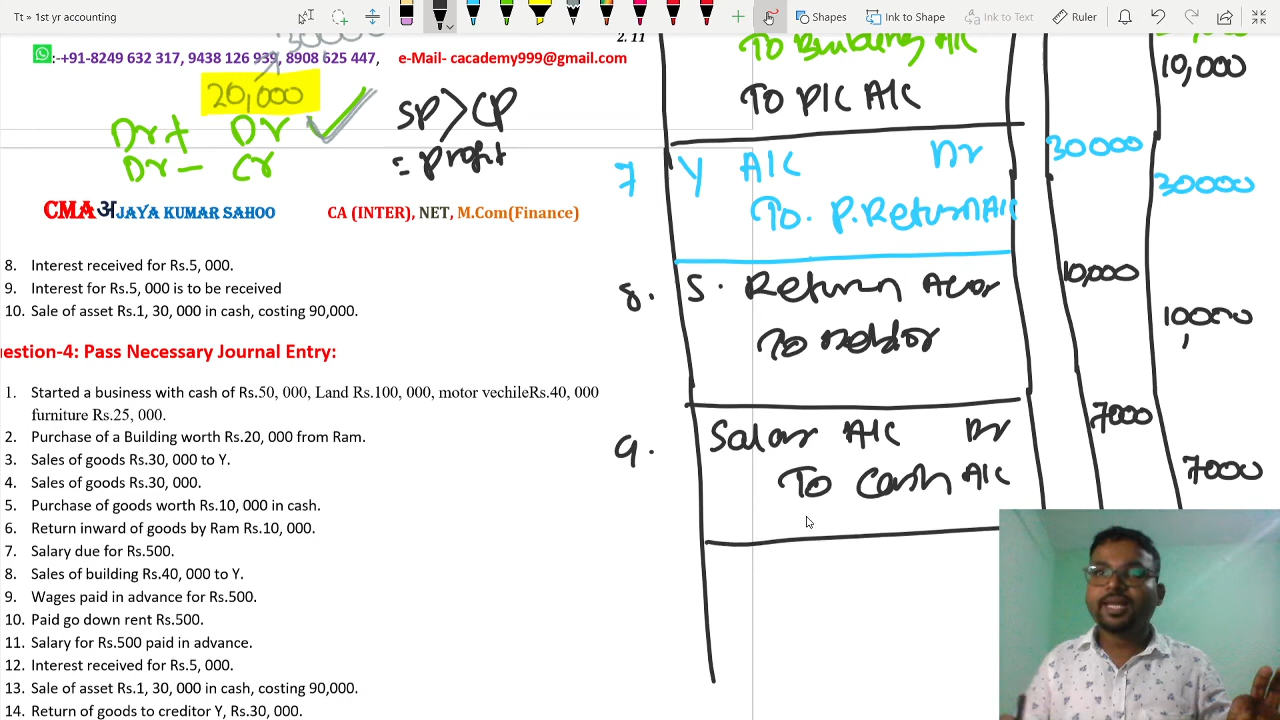 Tt » 1st yr accounting
Shapes
Ink to Shape
Ink to Text
Ruler
2. 11
:-+91-8249 632 317, 9438 126 939, 8908 625 447, e-Mail- cacademy999@gmail.com
20,000
Dr+ Dr
Dr- Cr
SP>CP
= profit
CMAअJAYA KUMAR SAHOO CA (INTER), NET, M.Com(Finance)
8. Interest received for Rs.5, 000.
9. Interest for Rs.5, 000 is to be received
10. Sale of asset Rs.1, 30, 000 in cash, costing 90,000.
estion-4: Pass Necessary Journal Entry:
1. Started a business with cash of Rs.50, 000, Land Rs.100, 000, motor vechileRs.40, 000
furniture Rs.25, 000.
2. Purchase of a Building worth Rs.20, 000 from Ram.
3. Sales of goods Rs.30, 000 to Y.
4. Sales of goods Rs.30, 000.
5. Purchase of goods worth Rs.10, 000 in cash.
6. Return inward of goods by Ram Rs.10, 000.
7. Salary due for Rs.500.
8. Sales of building Rs.40, 000 to Y.
9. Wages paid in advance for Rs.500.
10. Paid go down rent Rs.500.
11. Salary for Rs.500 paid in advance.
12. Interest received for Rs.5, 000.
13. Sale of asset Rs.1, 30, 000 in cash, costing 90,000.
14. Return of goods to creditor Y, Rs.30, 000.
To Building A/C
To P/C A/C 10,000
7 Y A/C Dr 30000
To. P.Return A/C 30000
8. S. Return 10,000
To 10000
9. Salary A/C Dr 7000
To Cash A/C 7000